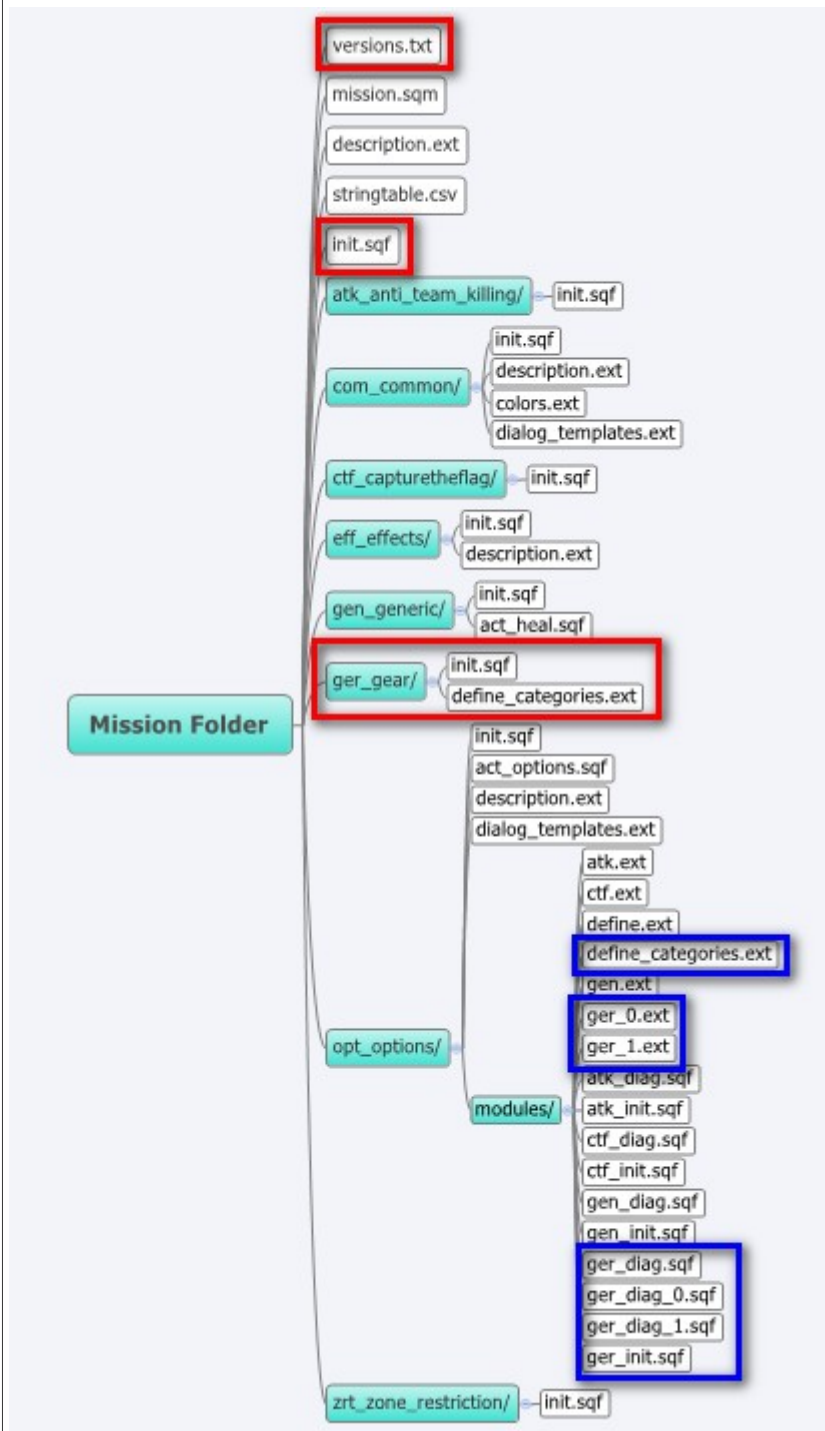 versions.txt
mission.sqm
description.ext
stringtable.csv
init.sqf
atk_anti_team_killing/
init.sqf
com_common/
init.sqf
description.ext
colors.ext
dialog_templates.ext
ctf_capturetheflag/
init.sqf
eff_effects/
init.sqf
description.ext
gen_generic/
init.sqf
act_heal.sqf
ger_gear/
init.sqf
define_categories.ext
Mission Folder
opt_options/
init.sqf
act_options.sqf
description.ext
dialog_templates.ext
modules/
atk.ext
ctf.ext
define.ext
define_categories.ext
gen.ext
ger_0.ext
ger_1.ext
atk_diag.sqf
atk_init.sqf
ctf_diag.sqf
ctf_init.sqf
gen_diag.sqf
gen_init.sqf
ger_diag.sqf
ger_diag_0.sqf
ger_diag_1.sqf
ger_init.sqf
zrt_zone_restriction/
init.sqf